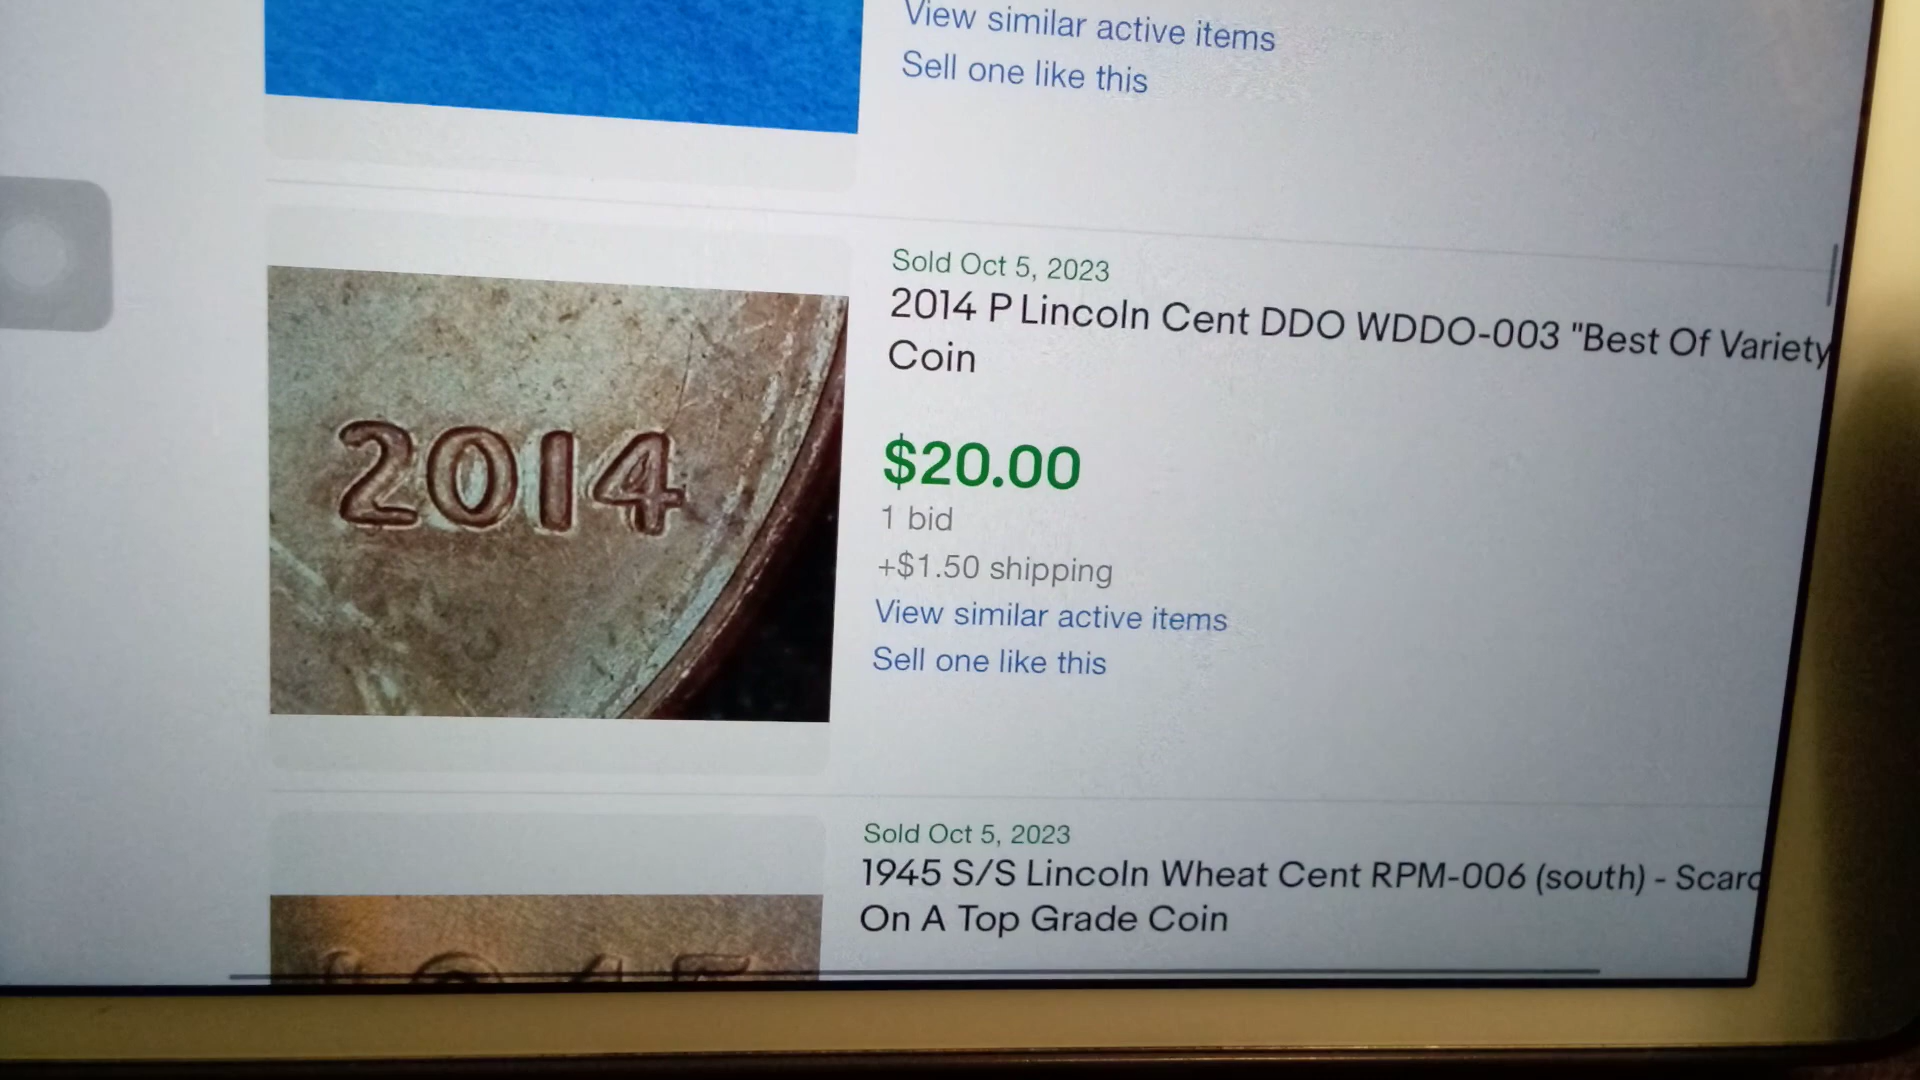 View similar active items
Sell one like this
Sold Oct 5, 2023
2014 P Lincoln Cent DDO WDDO-003 "Best Of Variety
Coin
2014
$20.00
1 bid
+$1.50 shipping
View similar active items
Sell one like this
Sold Oct 5, 2023
1945 S/S Lincoln Wheat Cent RPM-006 (south) - Scarc
On A Top Grade Coin
1945